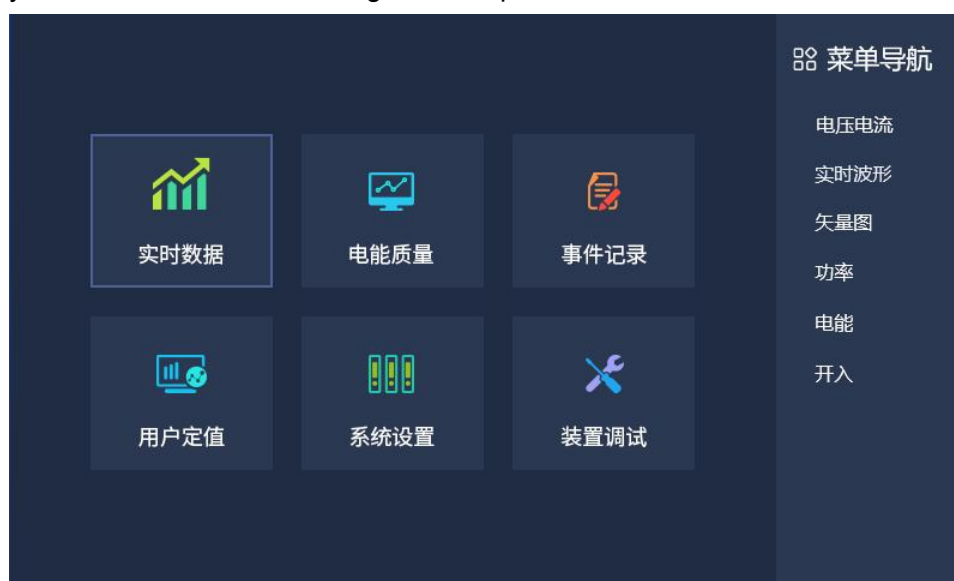 菜单导航
电压电流
实时波形
矢量图
功率
电能
开入
实时数据
电能质量
事件记录
用户定值
系统设置
装置调试